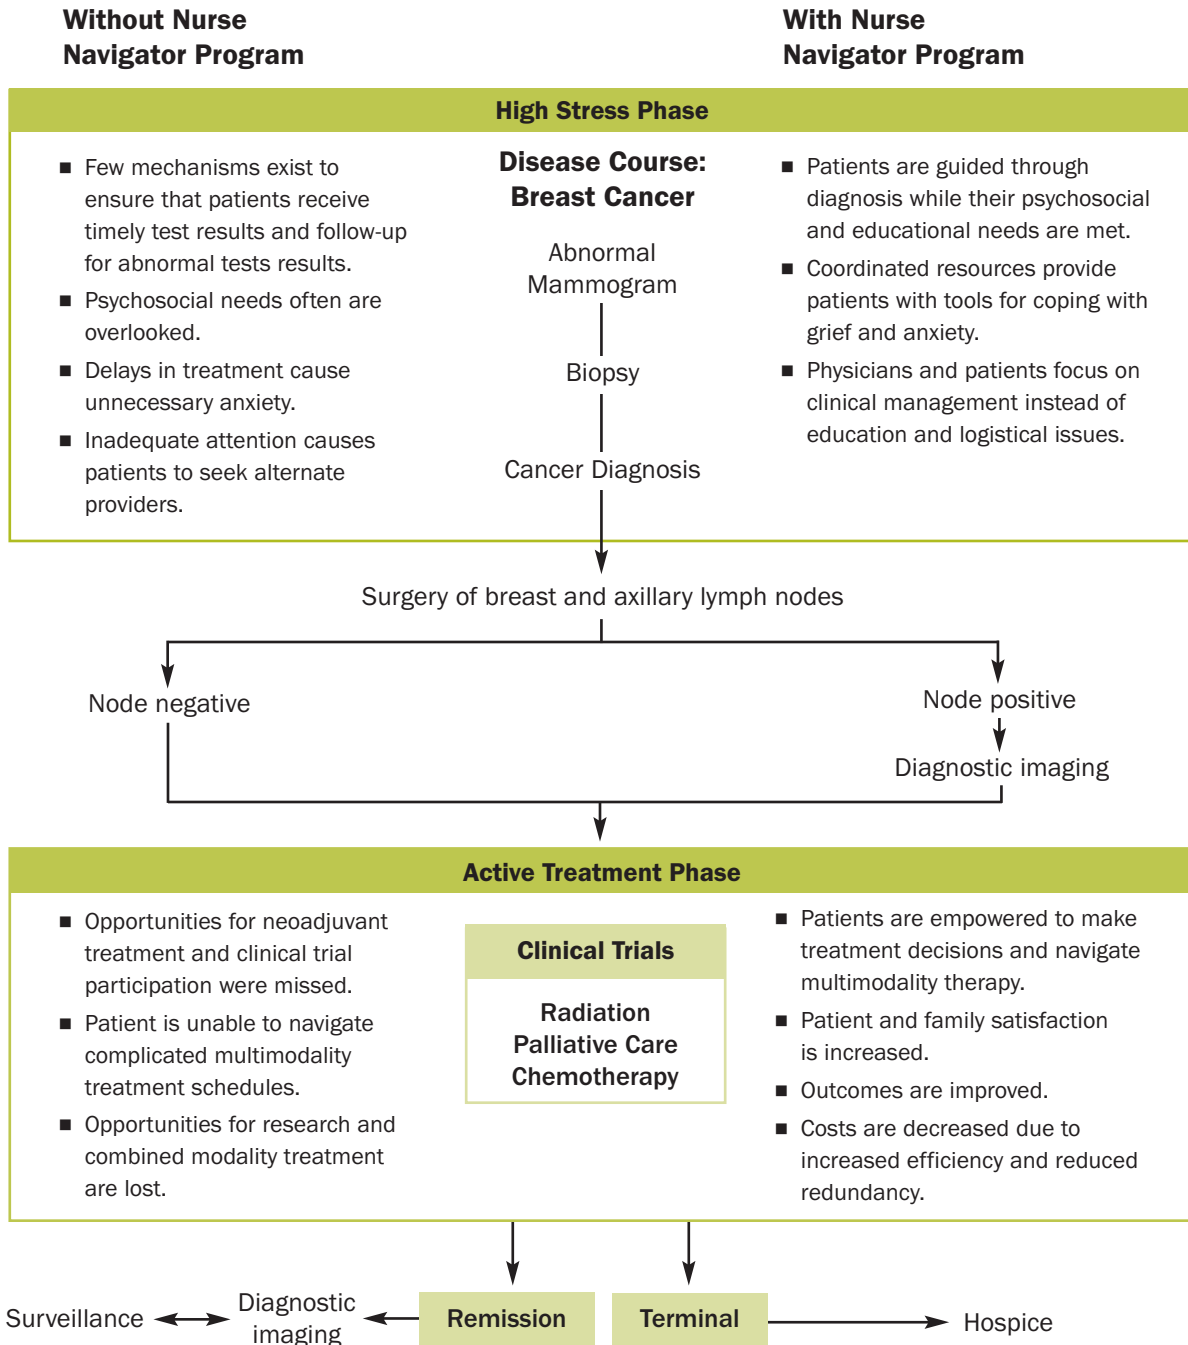 Without Nurse
Navigator Program
With Nurse
Navigator Program
High Stress Phase
■ Few mechanisms exist to
ensure that patients receive
timely test results and follow-up
for abnormal tests results.
■ Psychosocial needs often are
overlooked.
■ Delays in treatment cause
unnecessary anxiety.
■ Inadequate attention causes
patients to seek alternate
providers.
Disease Course:
Breast Cancer
Abnormal
Mammogram
Biopsy
Cancer Diagnosis
■ Patients are guided through
diagnosis while their psychosocial
and educational needs are met.
■ Coordinated resources provide
patients with tools for coping with
grief and anxiety.
■ Physicians and patients focus on
clinical management instead of
education and logistical issues.
Surgery of breast and axillary lymph nodes
Node negative
Node positive
Diagnostic imaging
Active Treatment Phase
■ Opportunities for neoadjuvant
treatment and clinical trial
participation were missed.
■ Patient is unable to navigate
complicated multimodality
treatment schedules.
■ Opportunities for research and
combined modality treatment
are lost.
Clinical Trials
Radiation
Palliative Care
Chemotherapy
■ Patients are empowered to make
treatment decisions and navigate
multimodality therapy.
■ Patient and family satisfaction
is increased.
■ Outcomes are improved.
■ Costs are decreased due to
increased efficiency and reduced
redundancy.
Surveillance
Diagnostic
imaging
Remission
Terminal
Hospice